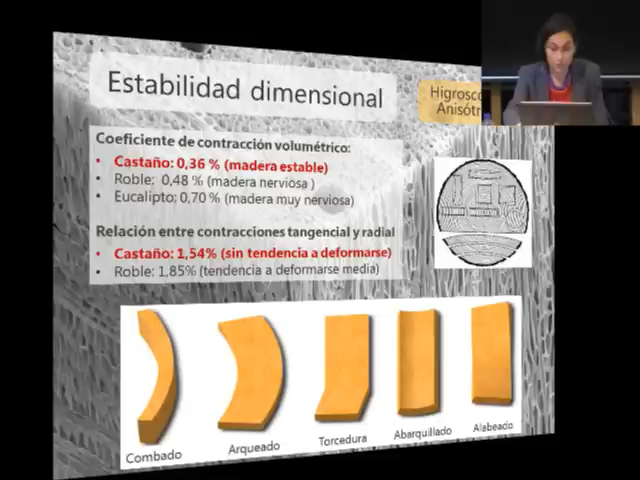 Estabilidad dimensional
Anisót
Coeficiente de contracción volumétrico:
• Castaño: 0,36 % (madera estable)
• Roble: 0,48 % (madera nerviosa )
• Eucalipto: 0,70 % (madera muy nerviosa)
Relación entre contracciones tangencial y radial
• Castaño: 1,54% (sin tendencia a deformarse)
• Roble: 1,85%(tendencia a deformarse media)
Combado
Arqueado
Torcedura
Abarquillado
Alabeado